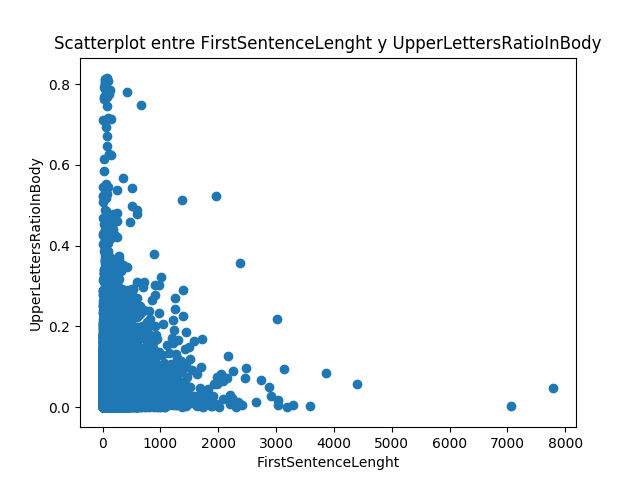 Scatterplot entre FirstSentenceLenght y UpperLettersRatioInBody
0.8
0.6
0.4
0.2
0.0
UpperLettersRatioInBody
0 1000 2000 3000 4000 5000 6000 7000 8000
FirstSentenceLenght